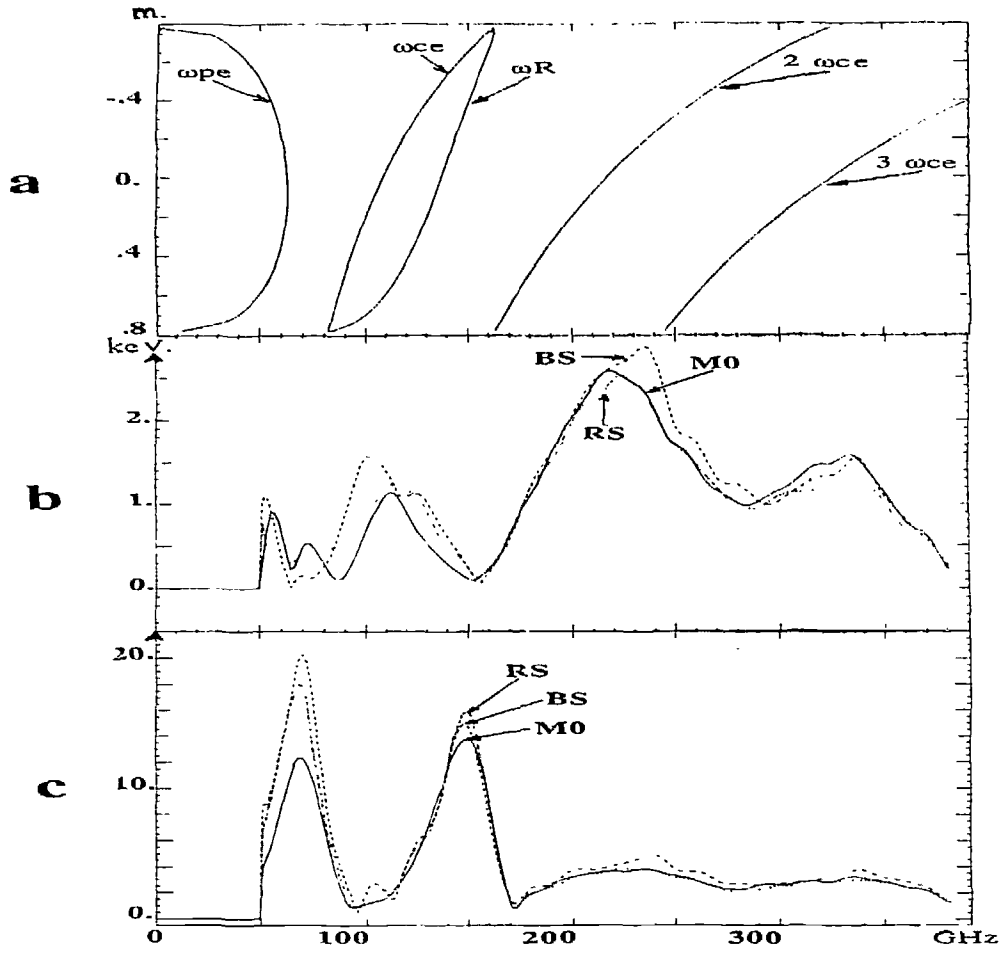 m.
ωce
ωR
2 ωce
ωpe
-.4
3 ωce
a
0.
.4
.8
keV.
BS
M0
2.
RS
b
1.
0.
20.
RS
BS
M0
c
10.
0.
0 100 200 300 GHz